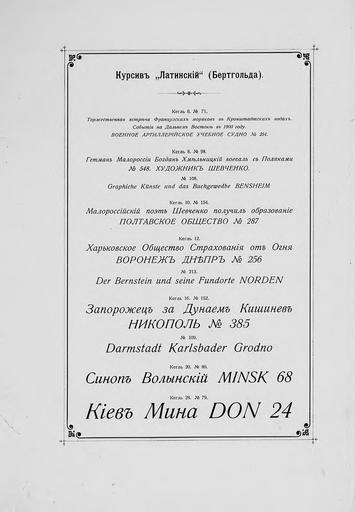 Курсивъ „Латинскій“ (Бертгольда).
Кегль 6. № 71.
Торжественная встрѣча Французскихъ моряковъ въ Кронштадтскихъ водахъ.
Событія на Дальнемъ Востокѣ въ 1900 году.
ВОЕННОЕ АРТИЛЛЕРІЙСКОЕ УЧЕБНОЕ СУДНО № 254.
Кегль 8. № 98.
Гетманъ Малороссіи Богданъ Хмѣльницкій воевалъ съ Поляками
№ 548. ХУДОЖНИКЪ ШЕВЧЕНКО.
№ 108.
Graphiche Künste und das Buchgewedbe BENSHEIM
Кегль 10. № 154.
Малороссійскій поэтъ Шевченко получилъ образованіе
ПОЛТАВСКОЕ ОБЩЕСТВО № 287
Кегль 12.
Харьковское Общество Страхованія отъ Огня
ВОРОНЕЖЪ ДНѢПРЪ № 256
№ 213.
Der Bernstein und seine Fundorte NORDEN
Кегль 16. № 152.
Запорожецъ за Дунаемъ Кишиневъ
НИКОПОЛЬ № 385
№ 109.
Darmstadt Karlsbader Grodno
Кегль 20. № 80.
Синопъ Волынскій MINSK 68
Кегль 28. № 79.
Кіевъ Мина DON 24